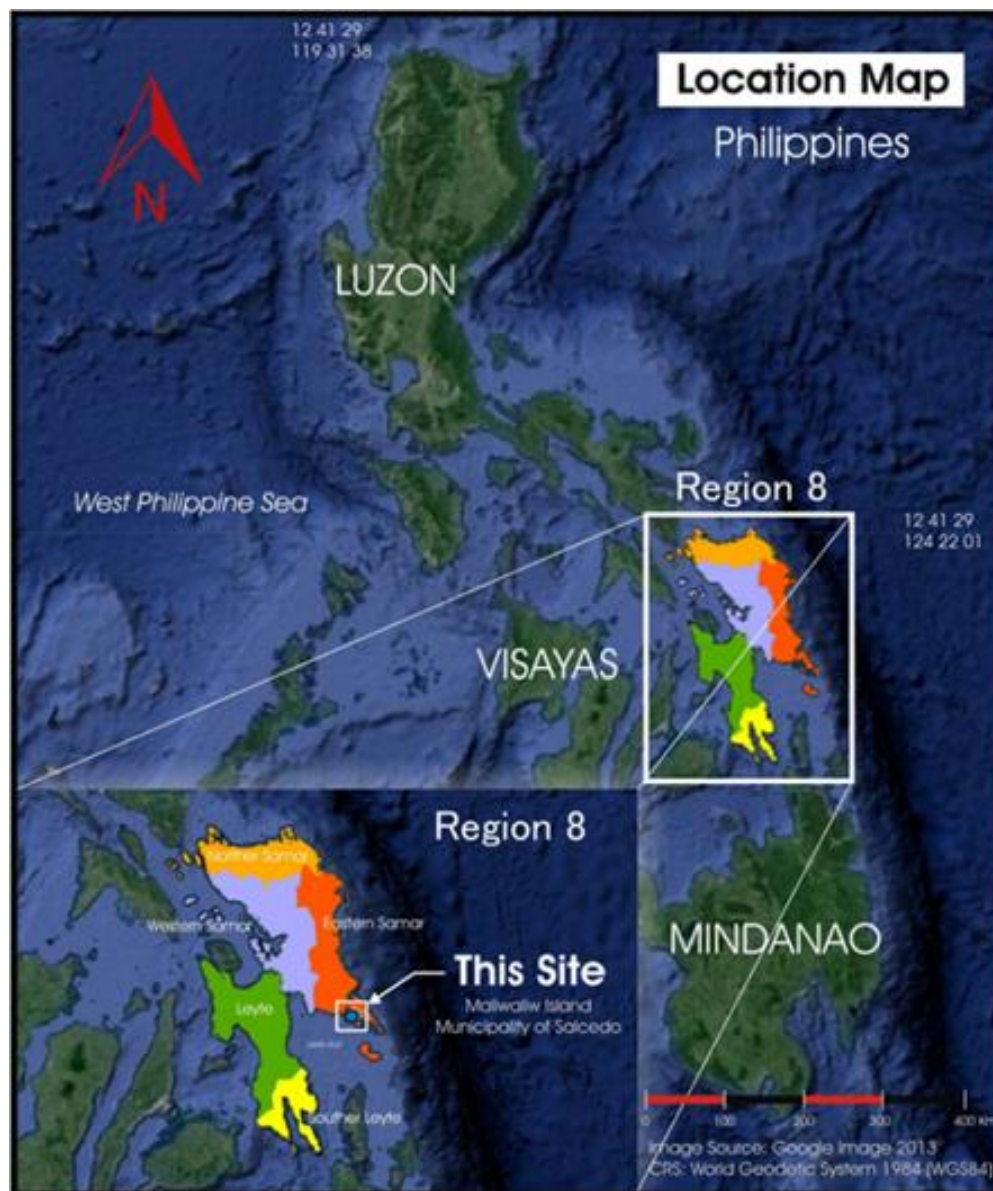 12 41 29
119 31 38
Location Map
Philippines
N
LUZON
West Philippine Sea
Region 8
12 41 29
124 22 01
VISAYAS
Region 8
Norther Samar
Western Samar
Eastern Samar
This Site
Maliwaliw Island
Municipality of Salcedo
Leyte
Souther Leyte
MINDANAO
0 100 200 300 400 Km
Image Source: Google Image 2013
CRS: World Geodetic System 1984 (WGS84)